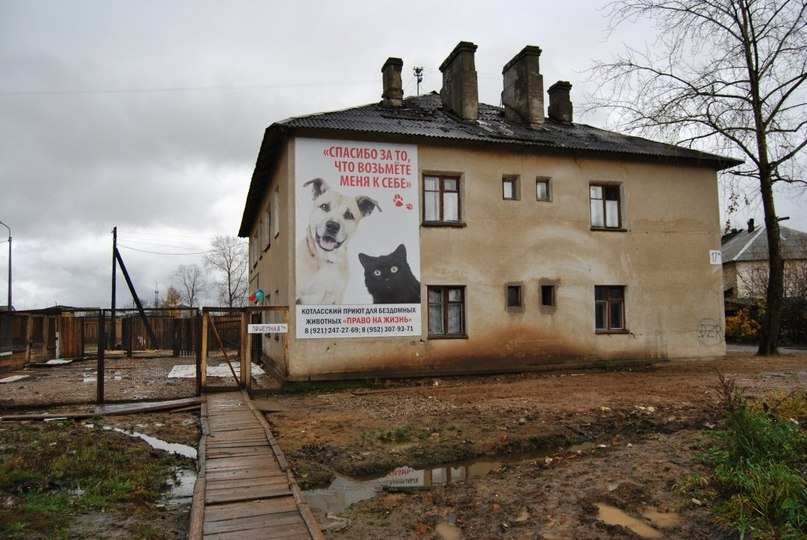 «СПАСИБО ЗА ТО,
ЧТО ВОЗЬМЁТЕ
МЕНЯ К СЕБЕ»
КОТЛАССКИЙ ПРИЮТ ДЛЯ БЕЗДОМНЫХ
ЖИВОТНЫХ «ПРАВО НА ЖИЗНЬ»
8 (921) 247-27-69; 8 (952) 307-93-71
ПРИЁМНАЯ